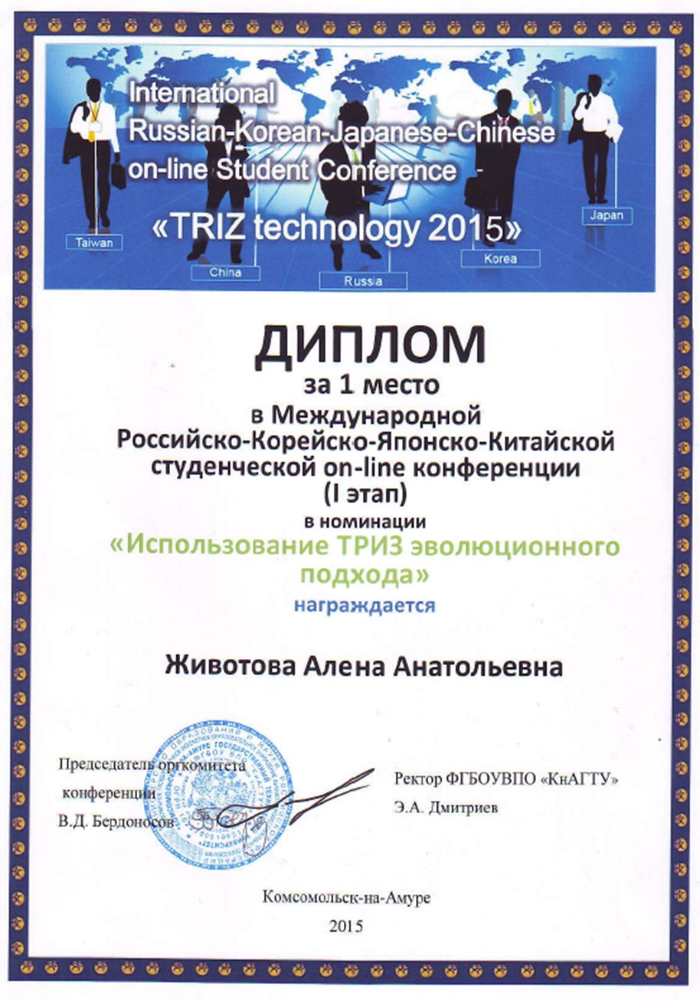 International
Russian-Korean-Japanese-Chinese
on-line Student Conference
«TRIZ technology 2015»
Taiwan
China
Russia
Korea
Japan
ДИПЛОМ
за 1 место
в Международной
Российско-Корейско-Японско-Китайской
студенческой on-line конференции
(I этап)
в номинации
«Использование ТРИЗ эволюционного
подхода»
награждается
Животова Алена Анатольевна
Председатель оргкомитета
конференции
В.Д. Бердоносов
Ректор ФГБОУВПО «КнАГТУ»
Э.А. Дмитриев
Комсомольск-на-Амуре
2015